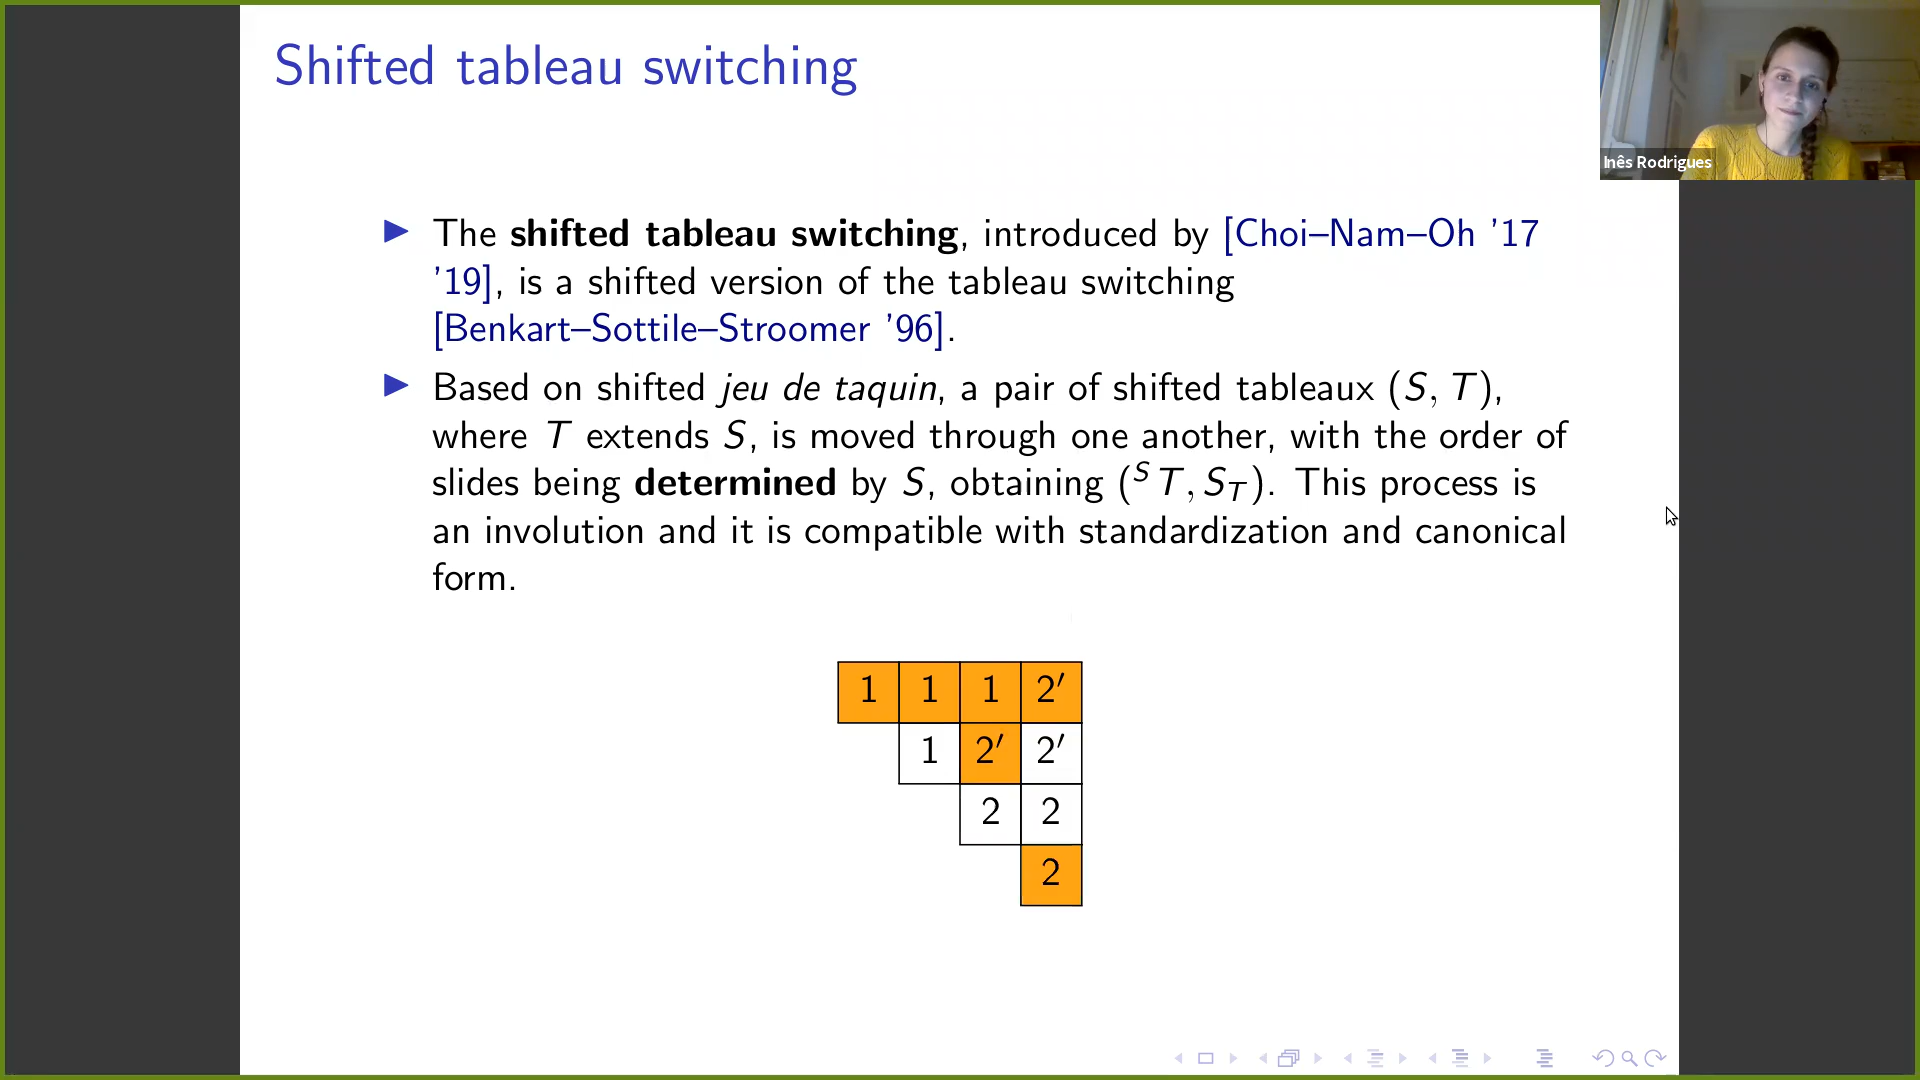 Shifted tableau switching
Inês Rodrigues
▶ The shifted tableau switching, introduced by [Choi–Nam–Oh '17
'19], is a shifted version of the tableau switching
[Benkart–Sottile–Stroomer '96].
▶ Based on shifted jeu de taquin, a pair of shifted tableaux (S, T),
where T extends S, is moved through one another, with the order of
slides being determined by S, obtaining (^S T, S_T). This process is
an involution and it is compatible with standardization and canonical
form.
1 1 1 2′
1 2′ 2′
2 2
2